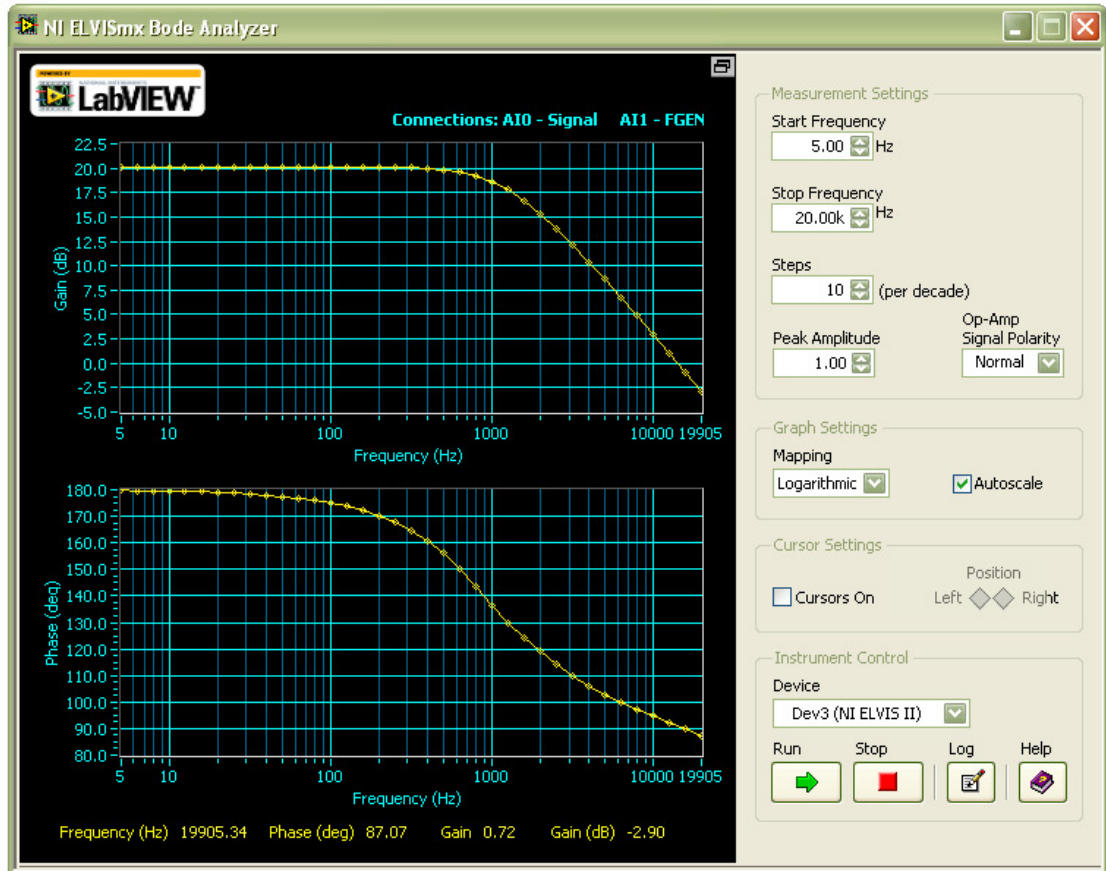 NI ELVISmx Bode Analyzer
POWERED BY
LabVIEW
Connections: AI0 - Signal AI1 - FGEN
22.5
20.0
17.5
15.0
12.5
10.0
7.5
5.0
2.5
0.0
-2.5
-5.0
Gain (dB)
5 10 100 1000 10000 19905
Frequency (Hz)
180.0
170.0
160.0
150.0
140.0
130.0
120.0
110.0
100.0
90.0
80.0
Phase (deg)
5 10 100 1000 10000 19905
Frequency (Hz)
Frequency (Hz) 19905.34 Phase (deg) 87.07 Gain 0.72 Gain (dB) -2.90
Measurement Settings
Start Frequency
5.00 Hz
Stop Frequency
20.00k Hz
Steps
10 (per decade)
Peak Amplitude
1.00
Op-Amp
Signal Polarity
Normal
Graph Settings
Mapping
Logarithmic
Autoscale
Cursor Settings
Cursors On
Position
Left Right
Instrument Control
Device
Dev3 (NI ELVIS II)
Run Stop Log Help